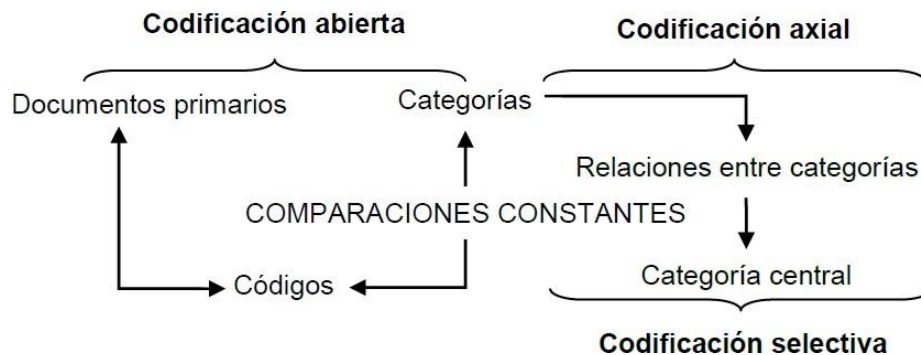 Codificación abierta
Codificación axial
Documentos primarios
Categorías
Relaciones entre categorías
COMPARACIONES CONSTANTES
Códigos
Categoría central
Codificación selectiva